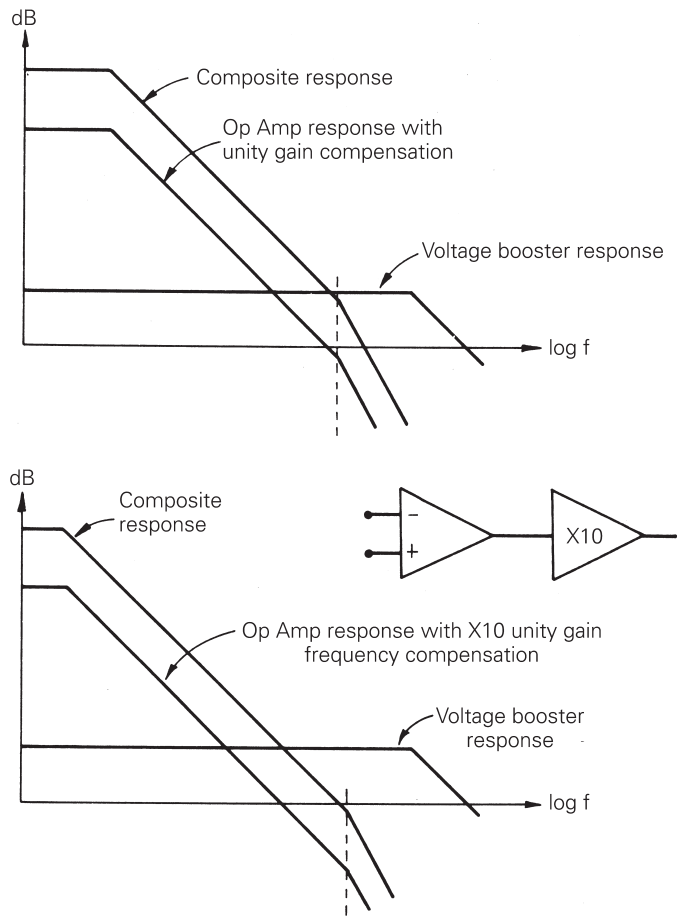 dB
Composite response
Op Amp response with
unity gain compensation
Voltage booster response
log f
dB
Composite
response
−
+
X10
Op Amp response with X10 unity gain
frequency compensation
Voltage booster
response
log f